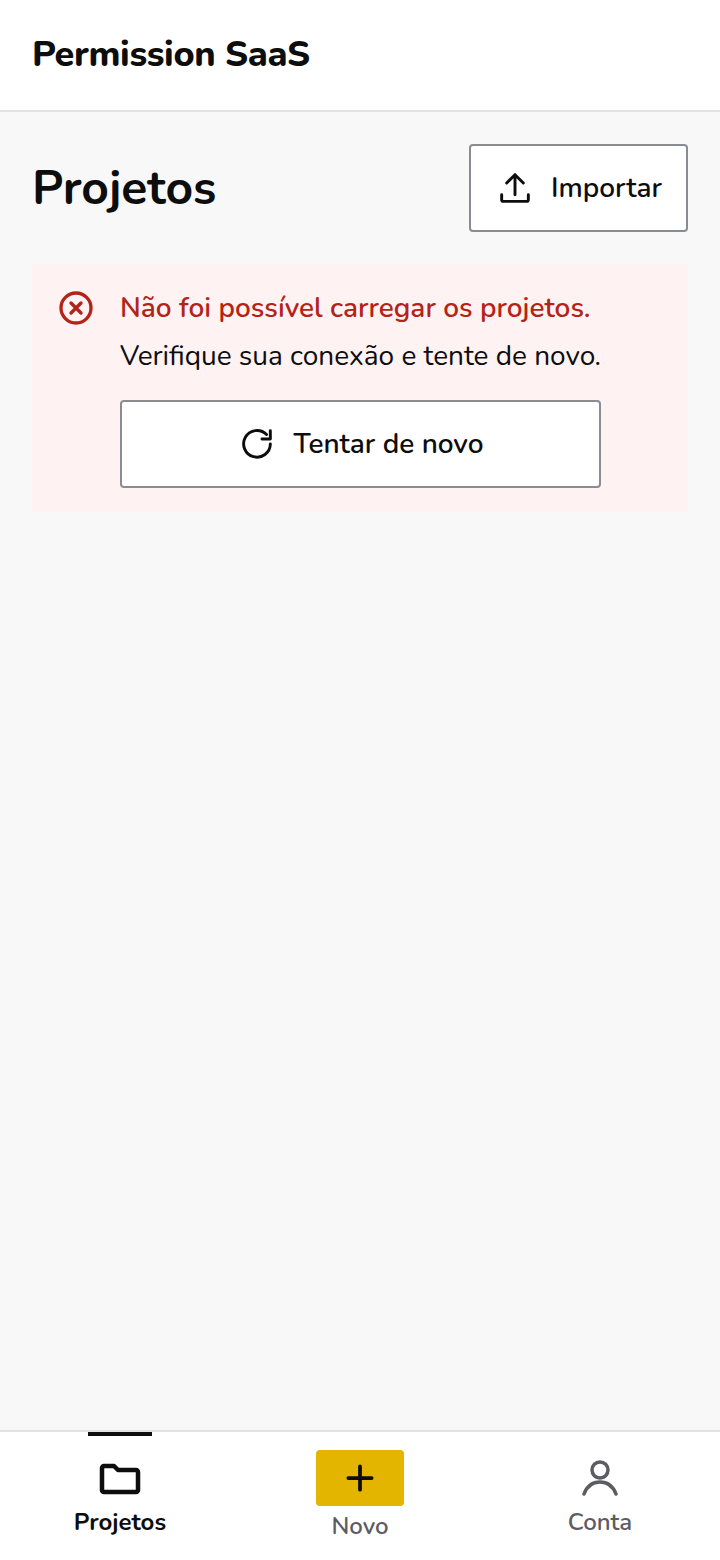 Permission SaaS
Projetos
Importar
Não foi possível carregar os projetos.
Verifique sua conexão e tente de novo.
Tentar de novo
Projetos
Novo
Conta